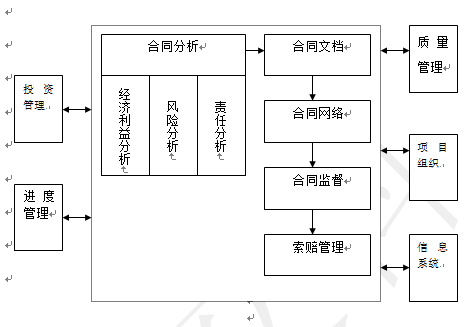 合同分析
合同文档
质量
管理
投资
管理
经济利益分析
风险分析
责任分析
合同网络
项目
组织
合同监督
进度
管理
索赔管理
信息
系统